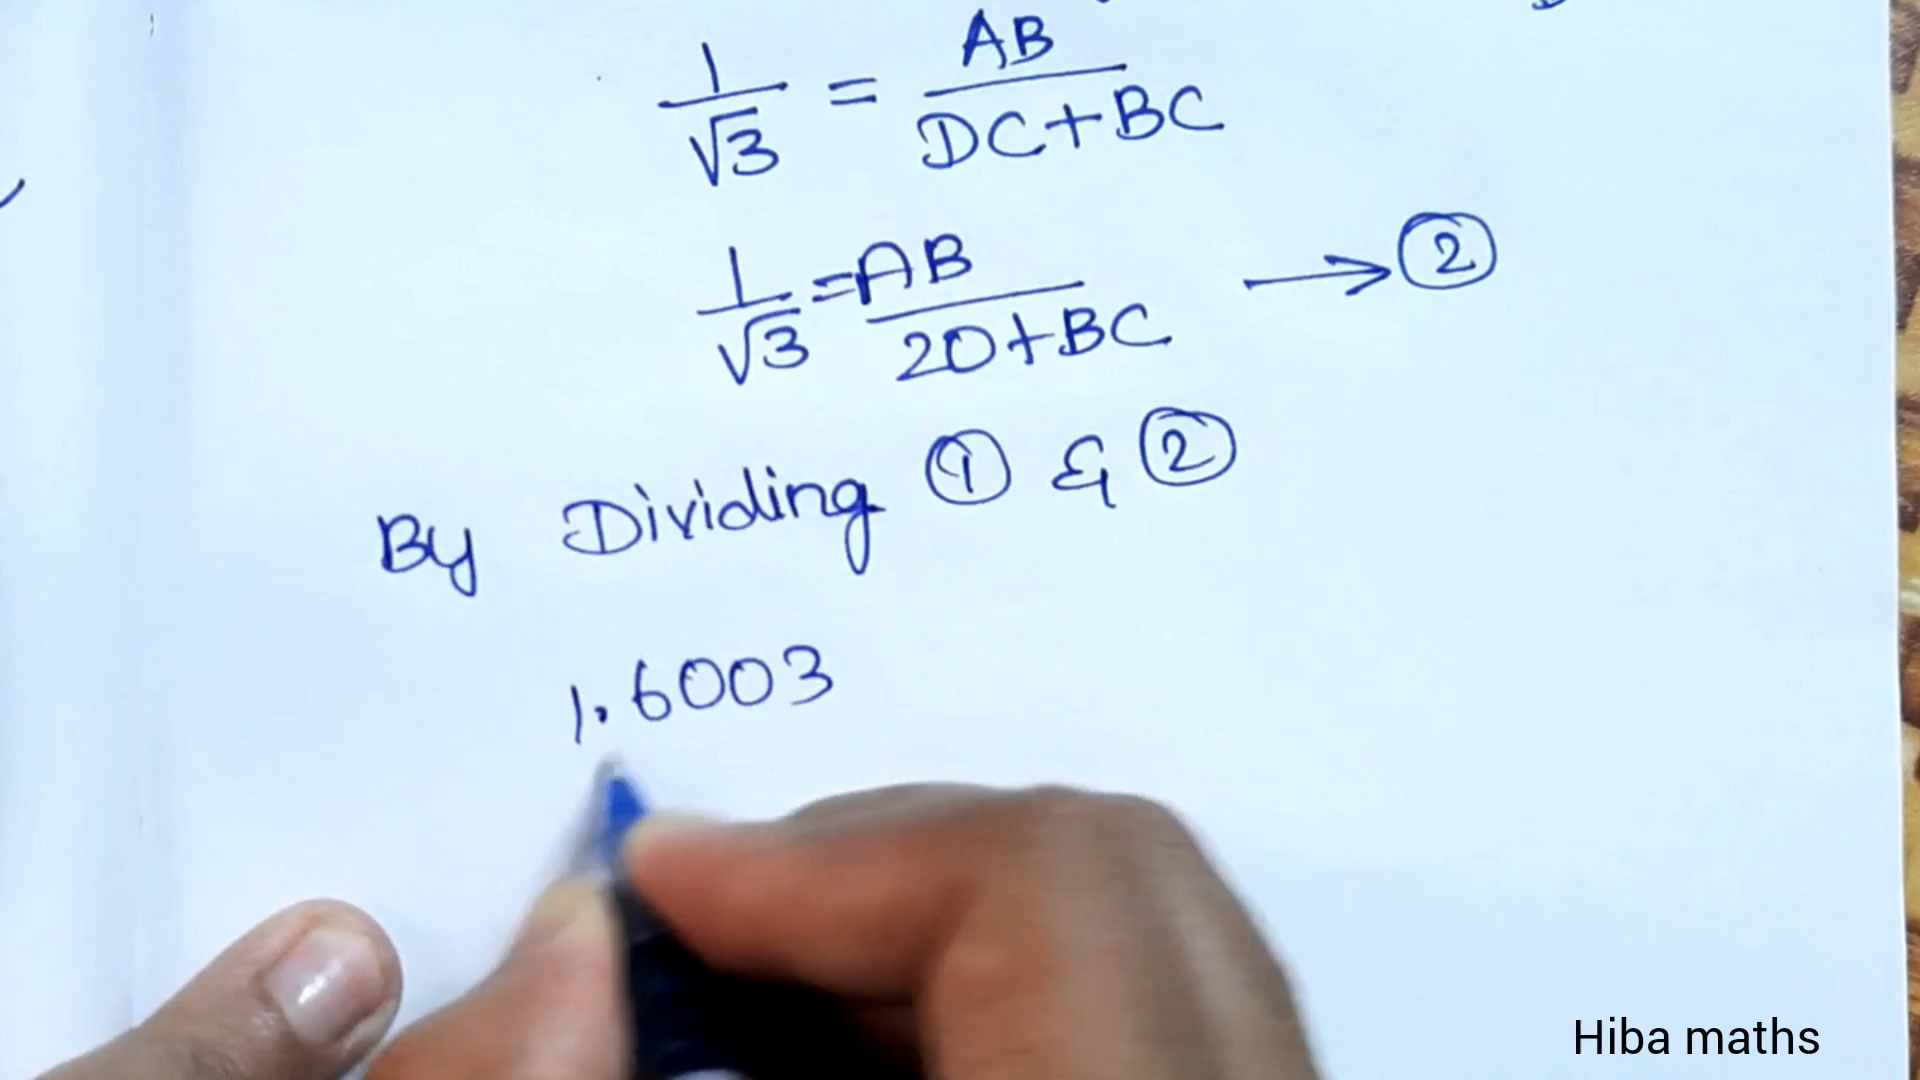 1/√3 = AB/DC+BC
1/√3 = AB/20+BC → ②
By Dividing ① & ②
1.6003
Hiba maths